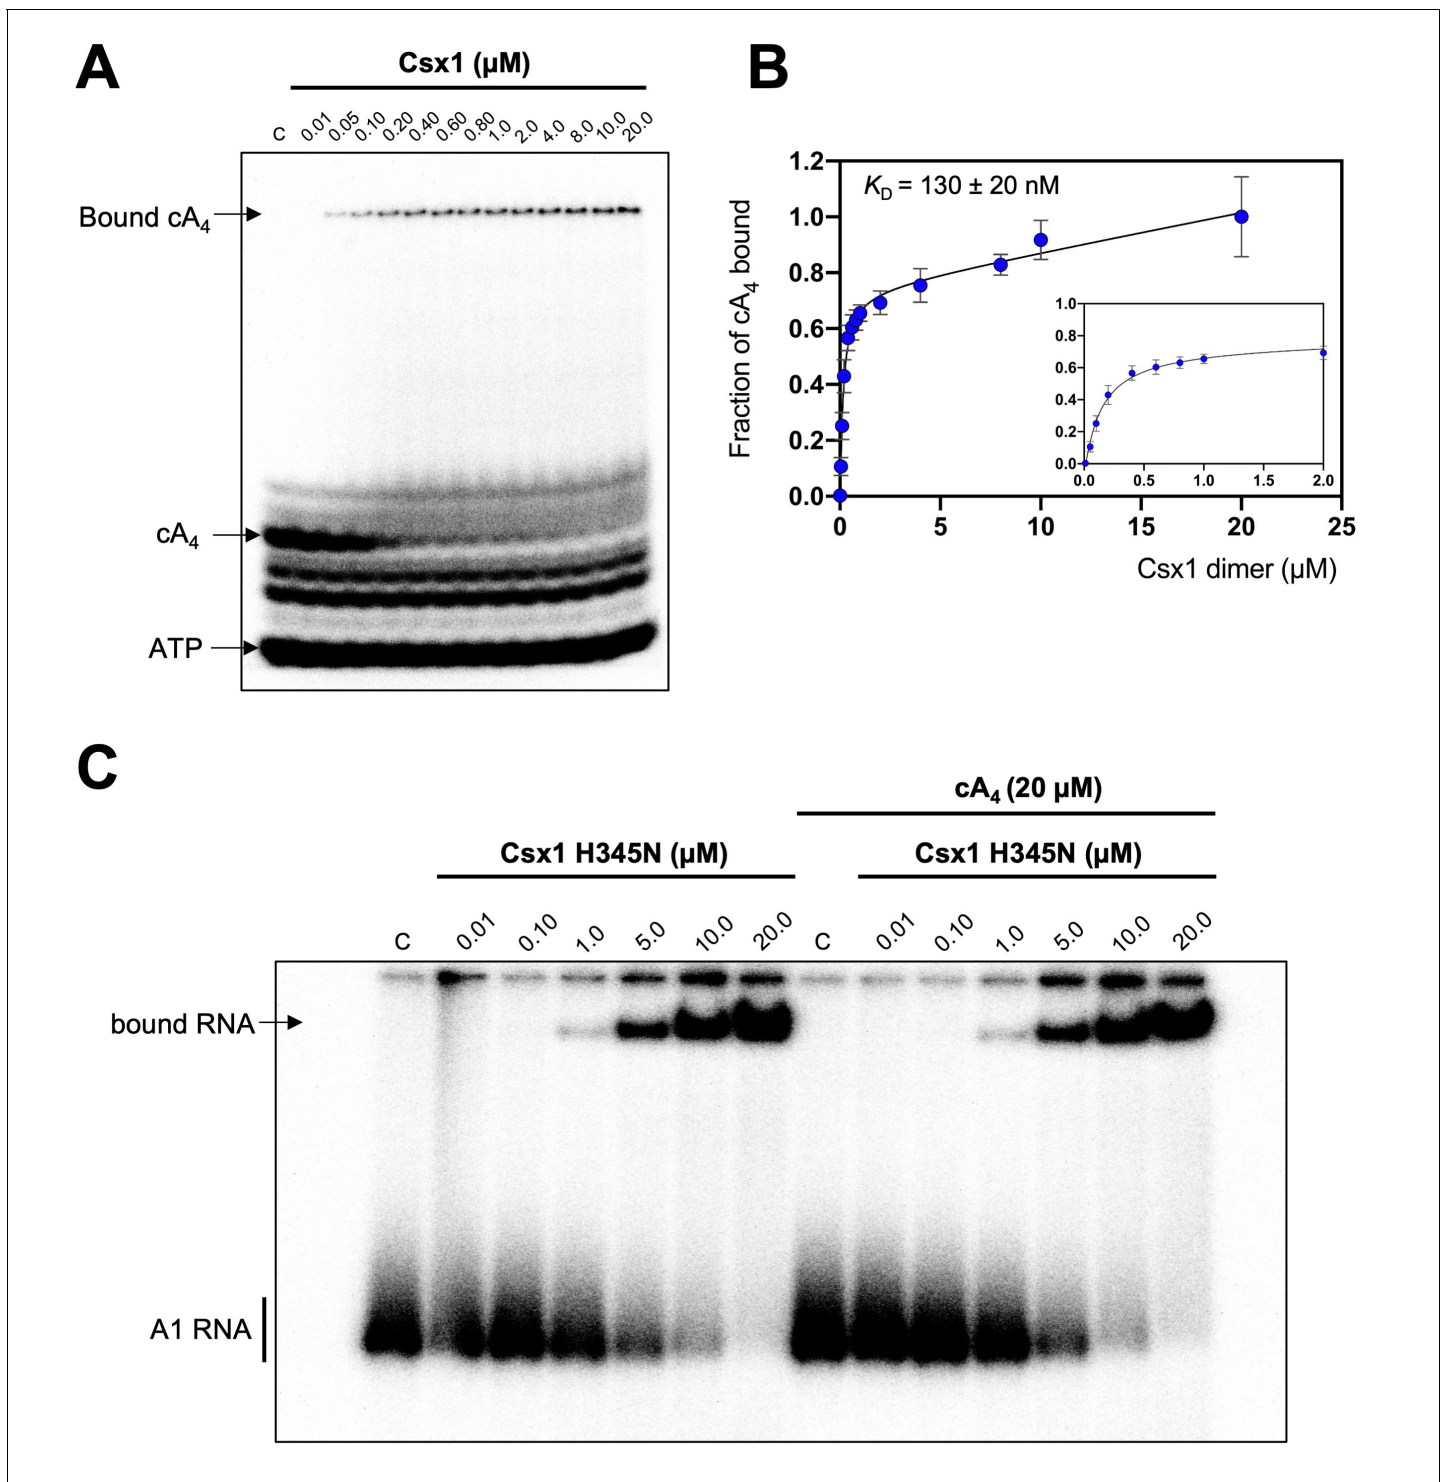 A
Csx1 (µM)
C 0.01 0.05 0.10 0.20 0.40 0.60 0.80 1.0 2.0 4.0 8.0 10.0 20.0
Bound cA4
cA4
ATP
B
KD = 130 ± 20 nM
Fraction of cA4 bound
1.2
1.0
0.8
0.6
0.4
0.2
0.0
0 5 10 15 20 25
Csx1 dimer (µM)
1.0
0.8
0.6
0.4
0.2
0.0
0.0 0.5 1.0 1.5 2.0
C
cA4 (20 µM)
Csx1 H345N (µM) Csx1 H345N (µM)
C 0.01 0.10 1.0 5.0 10.0 20.0 C 0.01 0.10 1.0 5.0 10.0 20.0
bound RNA
A1 RNA